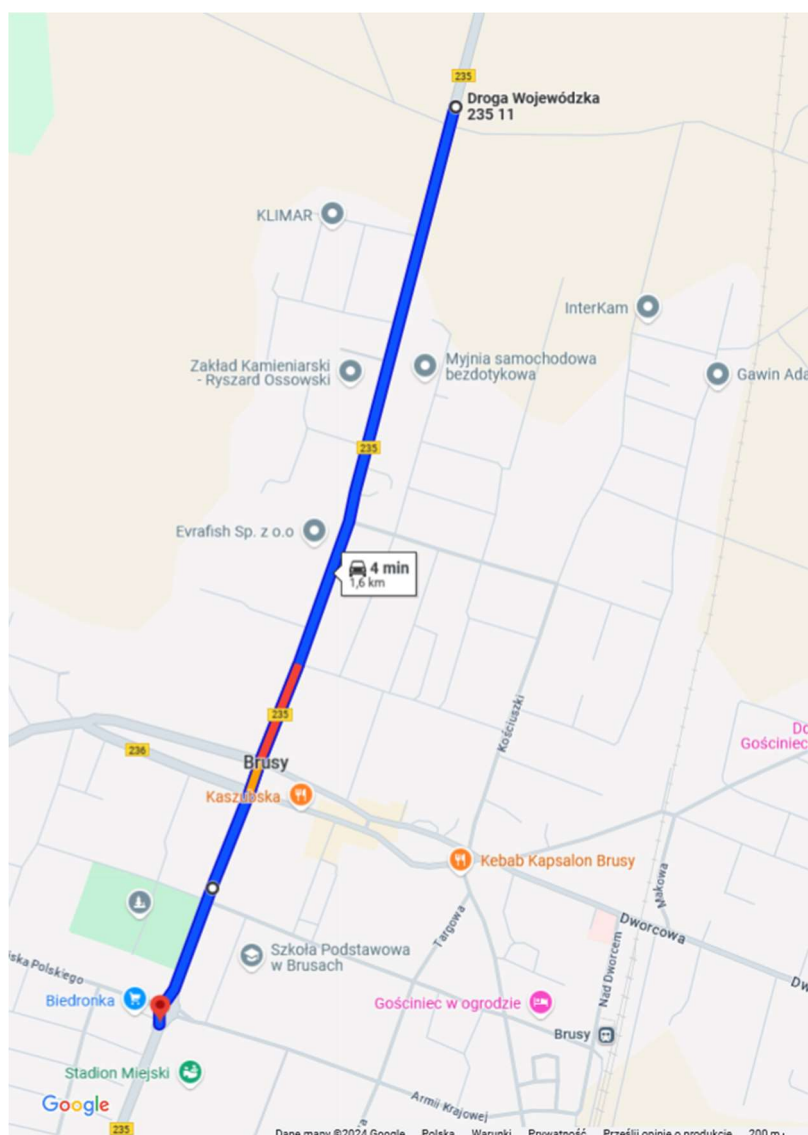 235
Droga Wojewódzka
235 11
KLIMAR
InterKam
Zakład Kamieniarski
- Ryszard Ossowski
Myjnia samochodowa
bezdotykowa
Gawin Ada
235
Evrafish Sp. z o.o
4 min
1,6 km
Kościuszki
235
Do
Gościniec
236
Brusy
Kaszubska
Kebab Kapsalon Brusy
Makowa
Targowa
Dworcowa
Szkoła Podstawowa
w Brusach
iska Polskiego
Nad Dworcem
Dw
Biedronka
Gościniec w ogrodzie
Brusy
Stadion Miejski
Armii Krajowej
Google
235
Dane mapy ©2024 Google Polska Warunki Prywatność Prześlij opinię o produkcie 200 m